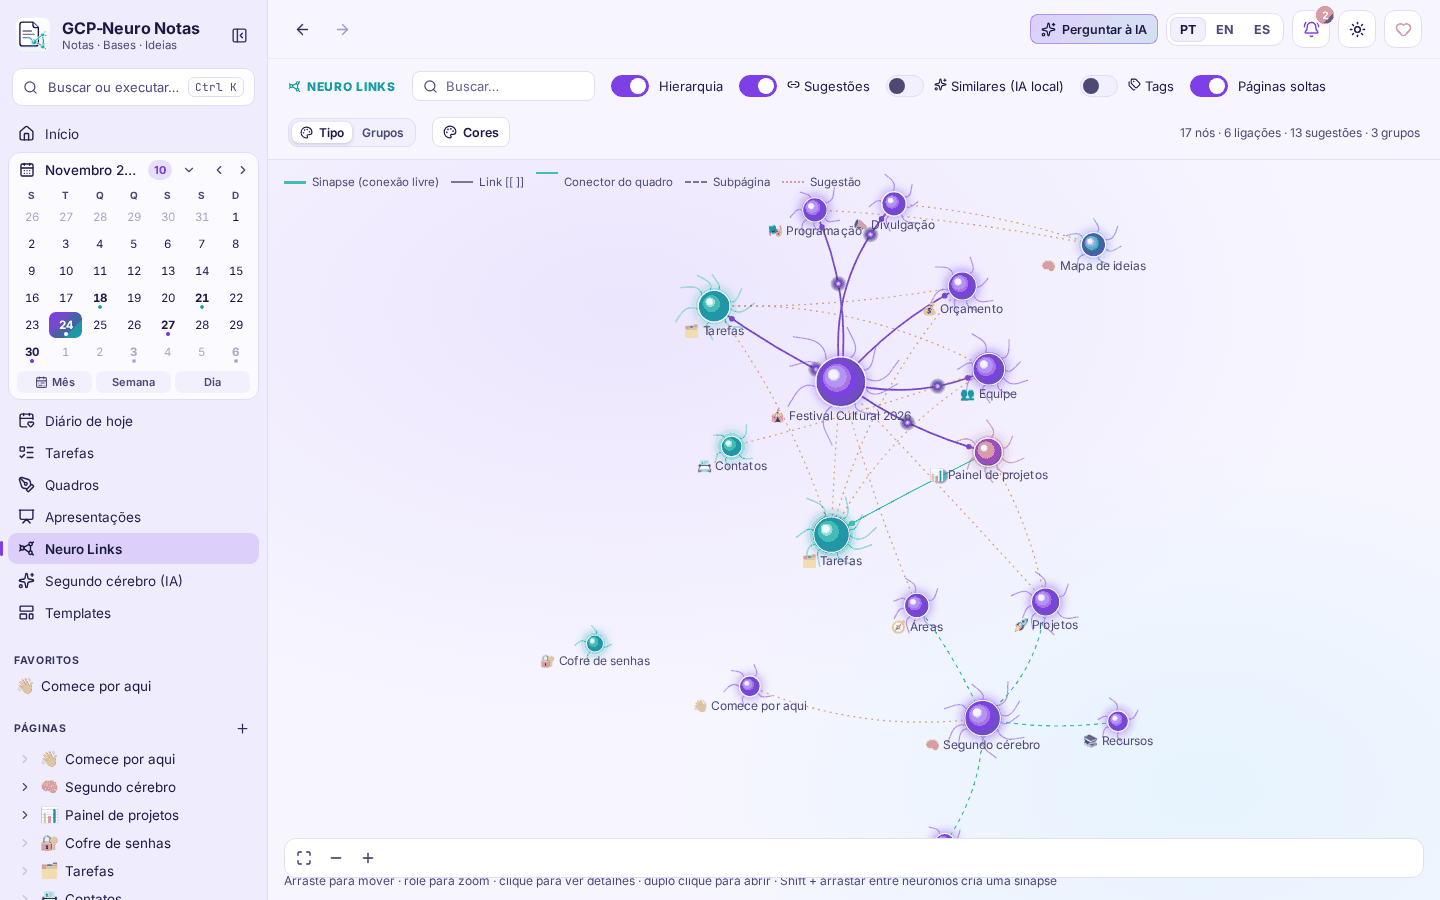 GCP-Neuro Notas
Notas · Bases · Ideias
Buscar ou executar... Ctrl K
Início
Novembro 2... 10
S T Q Q S S D
26 27 28 29 30 31 1
2 3 4 5 6 7 8
9 10 11 12 13 14 15
16 17 18 19 20 21 22
23 24 25 26 27 28 29
30 1 2 3 4 5 6
Mês Semana Dia
Diário de hoje
Tarefas
Quadros
Apresentações
Neuro Links
Segundo cérebro (IA)
Templates
FAVORITOS
Comece por aqui
PÁGINAS
Comece por aqui
Segundo cérebro
Painel de projetos
Cofre de senhas
Tarefas
Contatos
Perguntar à IA PT EN ES 2
NEURO LINKS Buscar... Hierarquia Sugestões Similares (IA local) Tags Páginas soltas
Tipo Grupos Cores 17 nós · 6 ligações · 13 sugestões · 3 grupos
Sinapse (conexão livre) Link [[ ]] Conector do quadro Subpágina Sugestão
Programação Divulgação
Mapa de ideias
Orçamento
Tarefas
Equipe
Festival Cultural 2026
Contatos
Painel de projetos
Tarefas
Áreas
Projetos
Cofre de senhas
Comece por aqui
Segundo cérebro
Recursos
Arraste para mover · role para zoom · clique para ver detalhes · duplo clique para abrir · Shift + arrastar entre neurônios cria uma sinapse